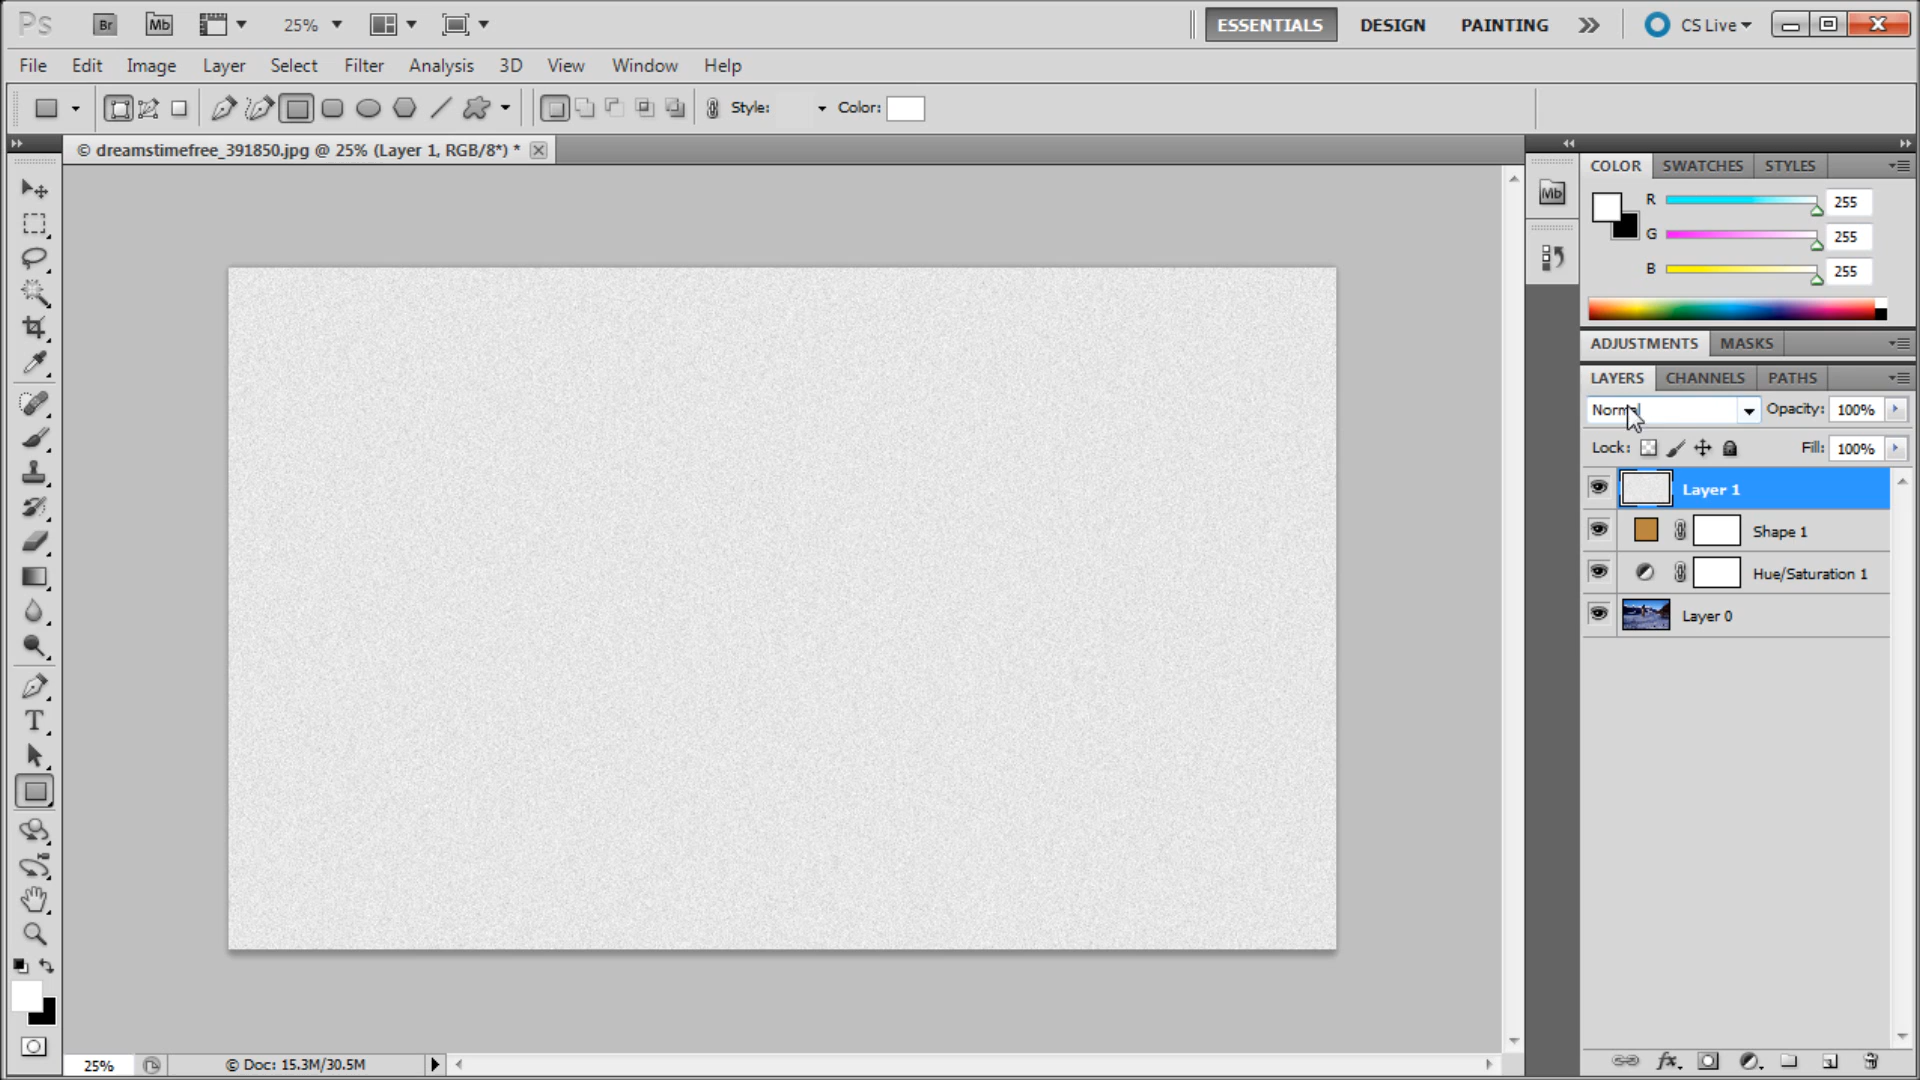 Ps Br Mb 25% ESSENTIALS DESIGN PAINTING CS Live
File Edit Image Layer Select Filter Analysis 3D View Window Help
Style: Color:
© dreamstimefree_391850.jpg @ 25% (Layer 1, RGB/8*) *
Mb
COLOR SWATCHES STYLES
R 255
G 255
B 255
ADJUSTMENTS MASKS
LAYERS CHANNELS PATHS
Normal Opacity: 100%
Lock: Fill: 100%
Layer 1
Shape 1
Hue/Saturation 1
Layer 0
T
25% © Doc: 15.3M/30.5M
fx